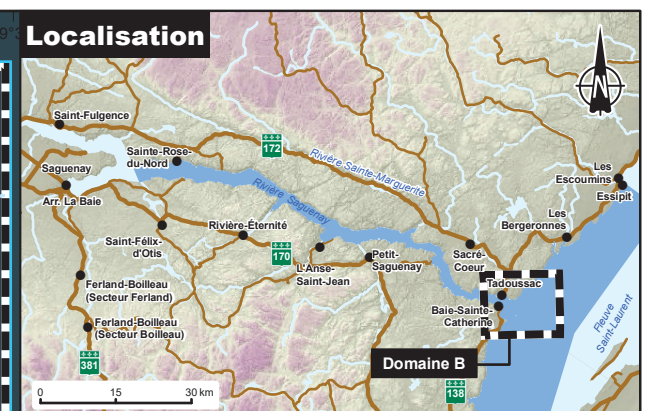 Localisation
N
Saint-Fulgence
172
Rivière Sainte-Marguerite
Sainte-Rose-
du-Nord
Saguenay
Arr. La Baie
Rivière Saguenay
Les
Escoumins
Essipit
Rivière-Éternité
Les
Bergeronnes
Saint-Félix-
d'Otis
170
L'Anse-
Saint-Jean
Petit-
Saguenay
Sacré-
Coeur
Ferland-Boilleau
(Secteur Ferland)
Tadoussac
Baie-Sainte-
Catherine
Fleuve
Saint-Laurent
Ferland-Boilleau
(Secteur Boilleau)
381
Domaine B
138
0 15 30 km